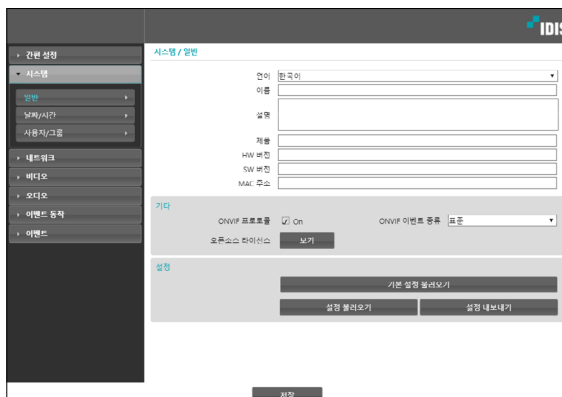 IDIS
간편 설정
시스템
일반
날짜/시간
사용자/그룹
네트워크
비디오
오디오
이벤트 동작
이벤트
시스템 / 일반
언어 한국어
이름
설명
제품
HW 버전
SW 버전
MAC 주소
기타
ONVIF 프로토콜 On ONVIF 이벤트 종류 표준
오픈소스 라이선스 보기
설정
기본 설정 불러오기
설정 불러오기 설정 내보내기
저장